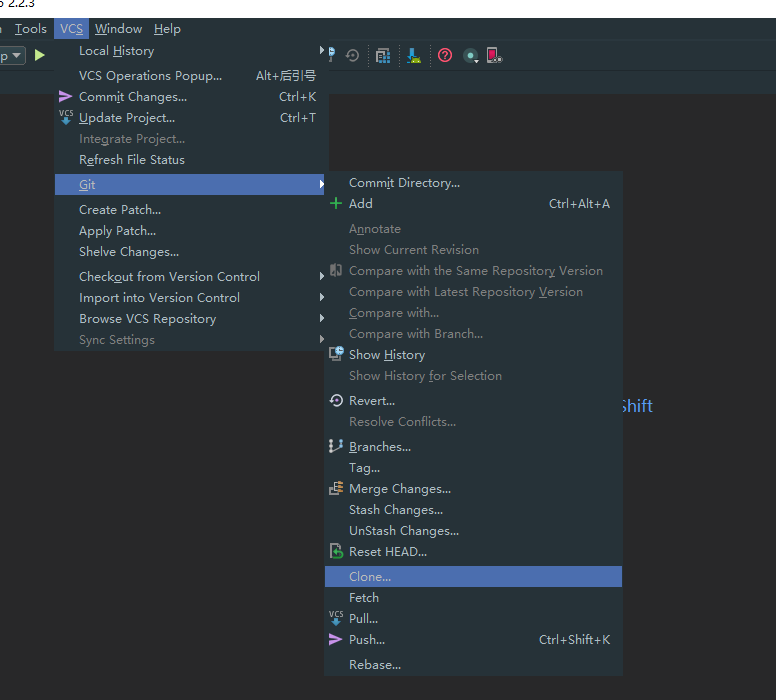 2.2.3
Tools VCS Window Help
Local History
VCS Operations Popup... Alt+后引号
Commit Changes... Ctrl+K
VCS Update Project... Ctrl+T
Integrate Project...
Refresh File Status
Git
Create Patch...
Apply Patch...
Shelve Changes...
Checkout from Version Control
Import into Version Control
Browse VCS Repository
Sync Settings
Commit Directory...
Add Ctrl+Alt+A
Annotate
Show Current Revision
Compare with the Same Repository Version
Compare with Latest Repository Version
Compare with...
Compare with Branch...
Show History
Show History for Selection
Revert...
Shift
Resolve Conflicts...
Branches...
Tag...
Merge Changes...
Stash Changes...
UnStash Changes...
Reset HEAD...
Clone...
Fetch
VCS Pull...
Push... Ctrl+Shift+K
Rebase...